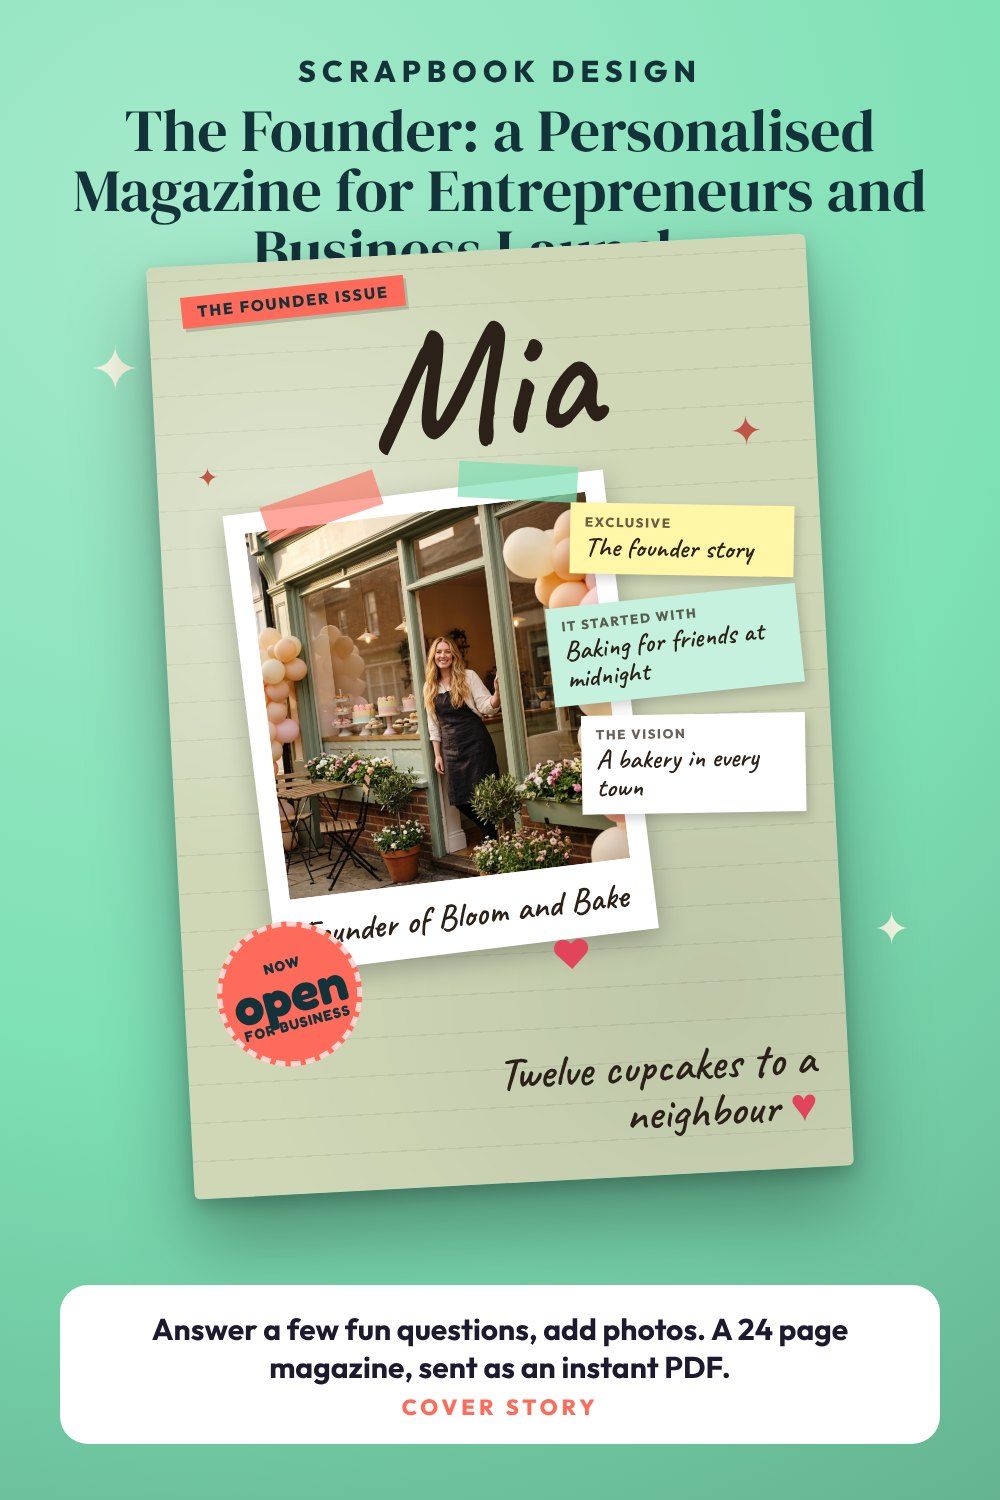 SCRAPBOOK DESIGN
The Founder: a Personalised
Magazine for Entrepreneurs and
Business
THE FOUNDER ISSUE
Mia
EXCLUSIVE
The founder story
IT STARTED WITH
Baking for friends at
midnight
THE VISION
A bakery in every
town
Founder of Bloom and Bake
NOW
open
FOR BUSINESS
Twelve cupcakes to a
neighbour ♥
Answer a few fun questions, add photos. A 24 page
magazine, sent as an instant PDF.
COVER STORY